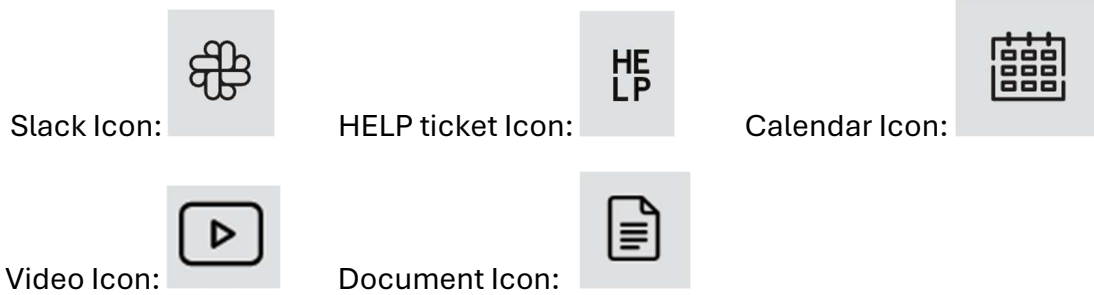 Slack Icon: HELP ticket Icon: HE Calendar Icon:
LP
Video Icon: Document Icon: